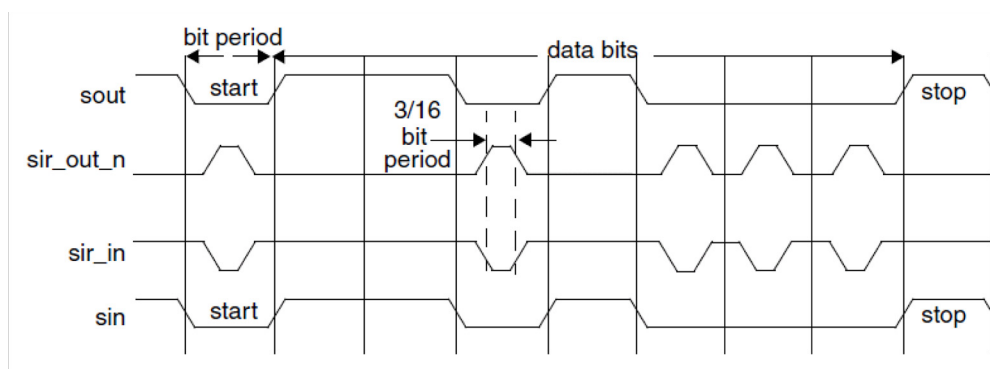 bit period
data bits
sout
start
stop
3/16
bit
period
sir_out_n
sir_in
sin
start
stop